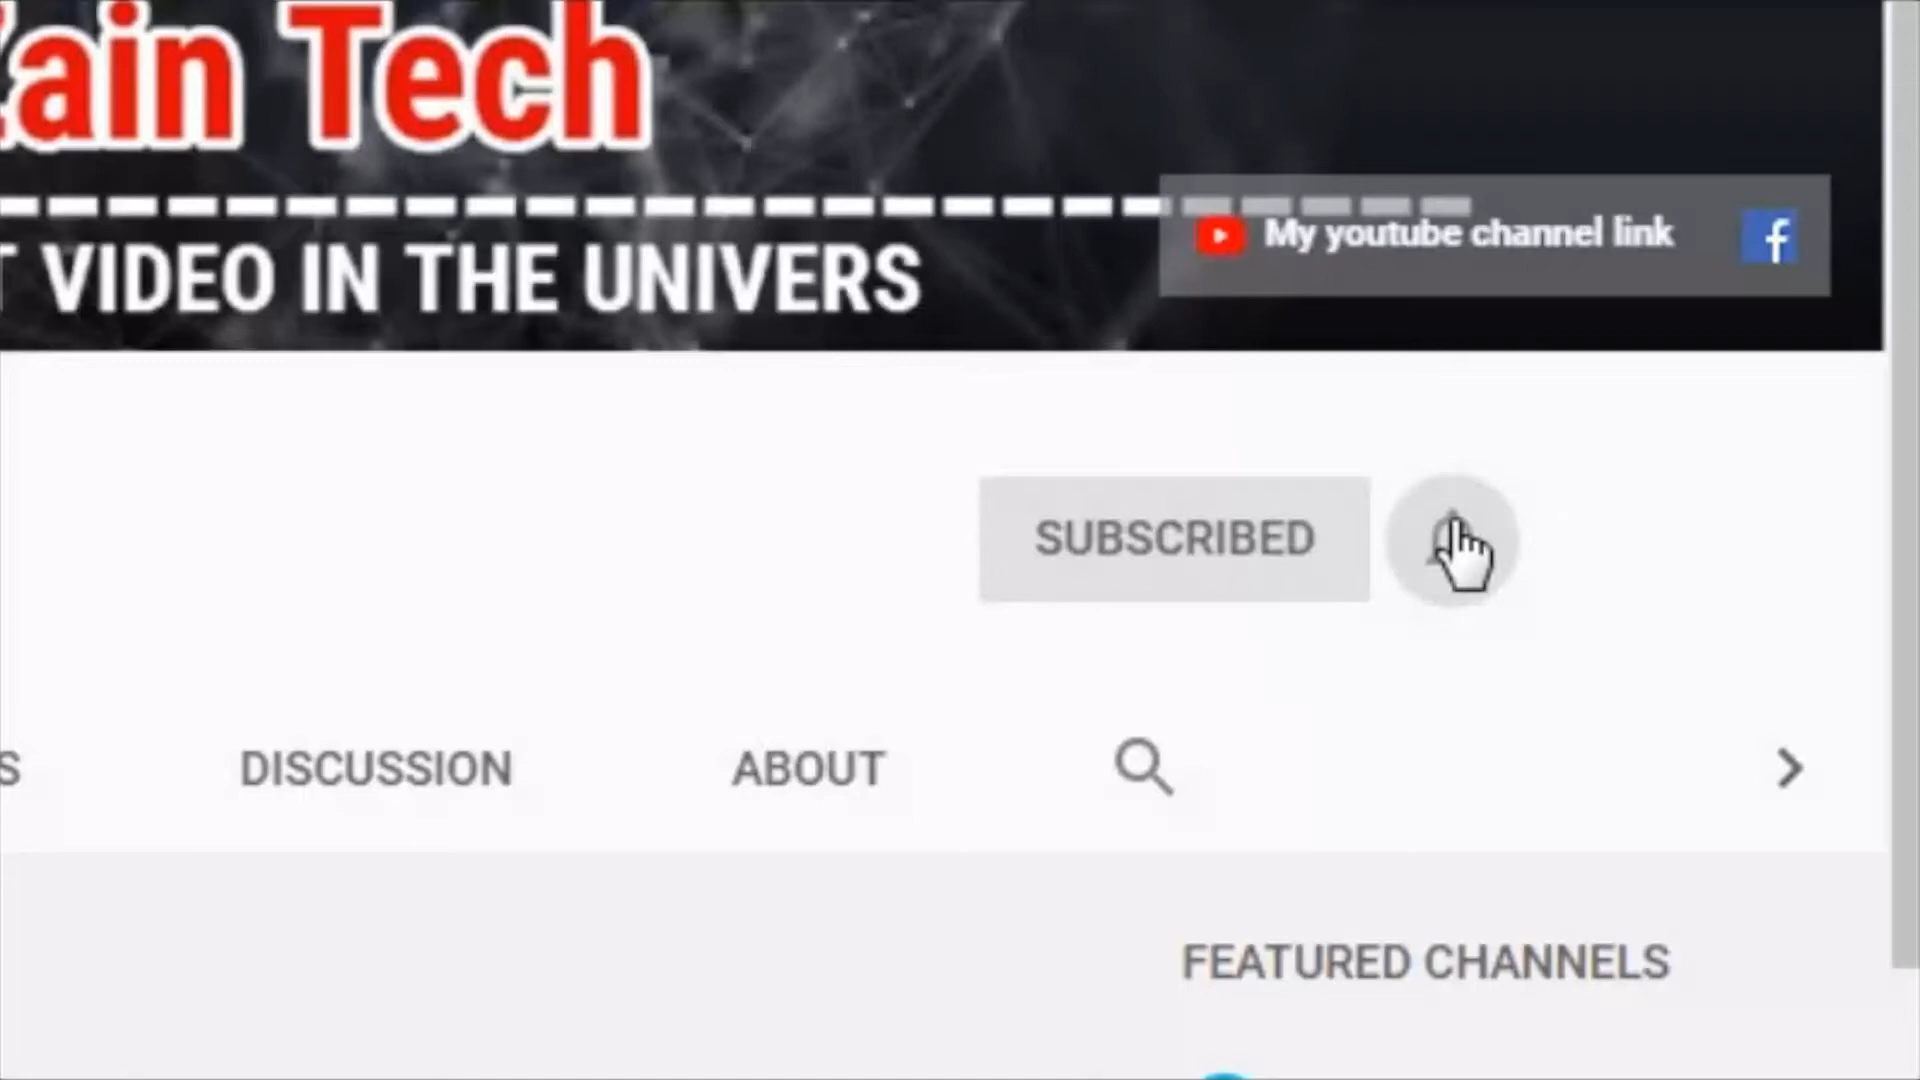 ain Tech
VIDEO IN THE UNIVERS
My youtube channel link
SUBSCRIBED
S
DISCUSSION
ABOUT
FEATURED CHANNELS